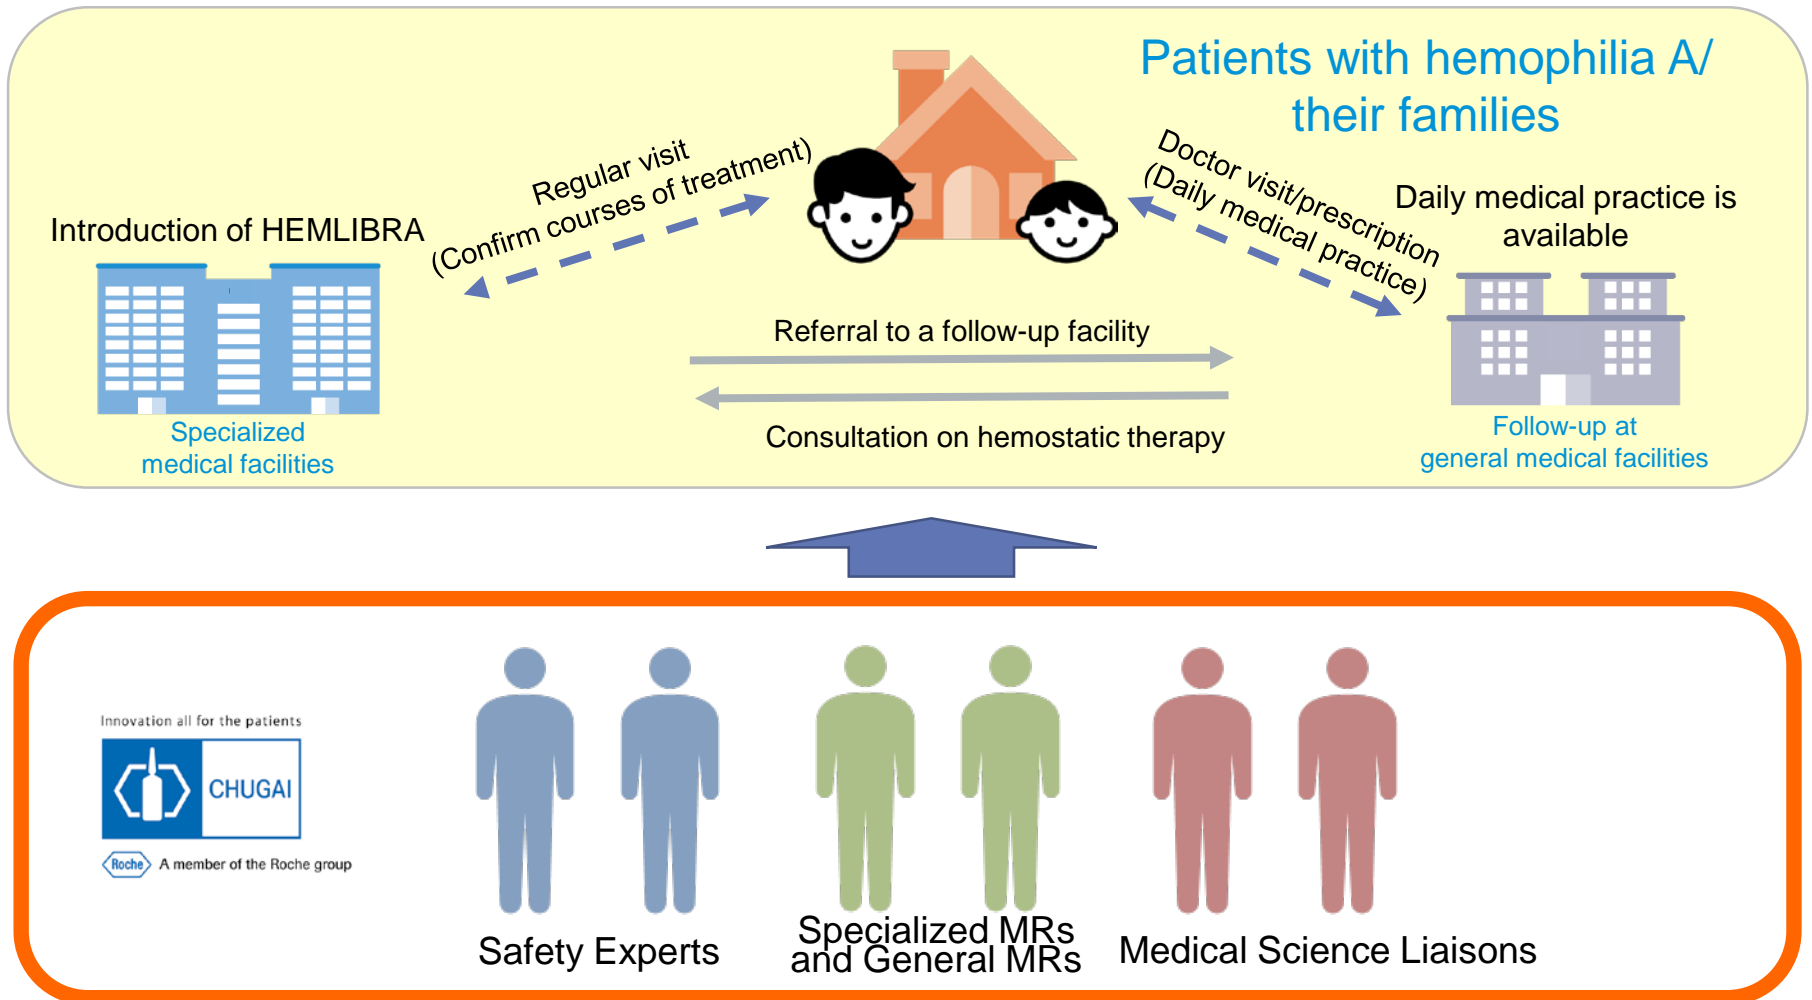 Patients with hemophilia A/
their families
Regular visit
(Confirm courses of treatment)
Doctor visit/prescription
(Daily medical practice)
Introduction of HEMLIBRA
Daily medical practice is
available
Referral to a follow-up facility
Consultation on hemostatic therapy
Specialized
medical facilities
Follow-up at
general medical facilities
Innovation all for the patients
CHUGAI
Roche A member of the Roche group
Safety Experts
Specialized MRs
and General MRs
Medical Science Liaisons